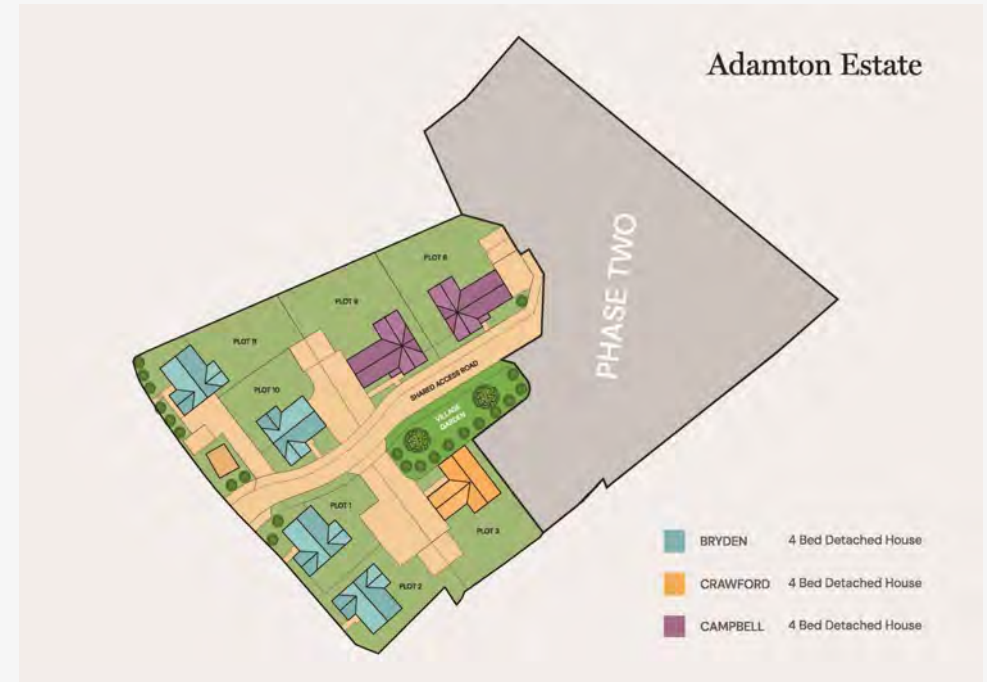 Adamton Estate
PHASE TWO
PLOT 8
PLOT 9
PLOT 11
PLOT 10
SHARED ACCESS ROAD
VILLAGE
GARDEN
PLOT 1
PLOT 3
PLOT 2
BRYDEN 4 Bed Detached House
CRAWFORD 4 Bed Detached House
CAMPBELL 4 Bed Detached House